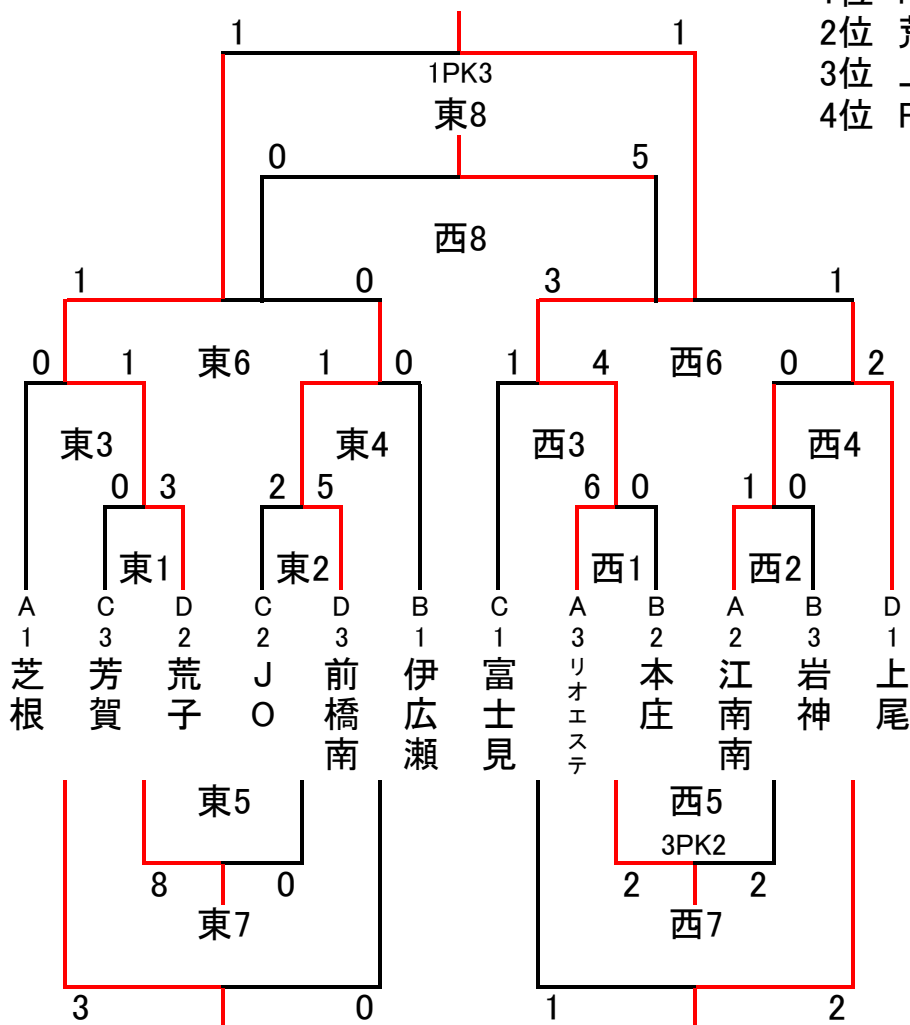 1位
2位 荒
3位 上
4位
1 1
1PK3
東8
0 5
西8
1 0 3 1
東6 西6
0 1 1 0 1 4 0 2
東3 東4 西3 西4
0 3 2 5 6 0 1 0
東1 東2 西1 西2
A C D C D B C A B A B D
1 3 2 2 3 1 1 3 2 2 3 1
芝根 芳賀 荒子 JO 前橋南 伊広瀬 富士見 リオエステ 本庄 江南南 岩神 上尾
東5 西5
3PK2
8 0 2 2
東7 西7
3 0 1 2